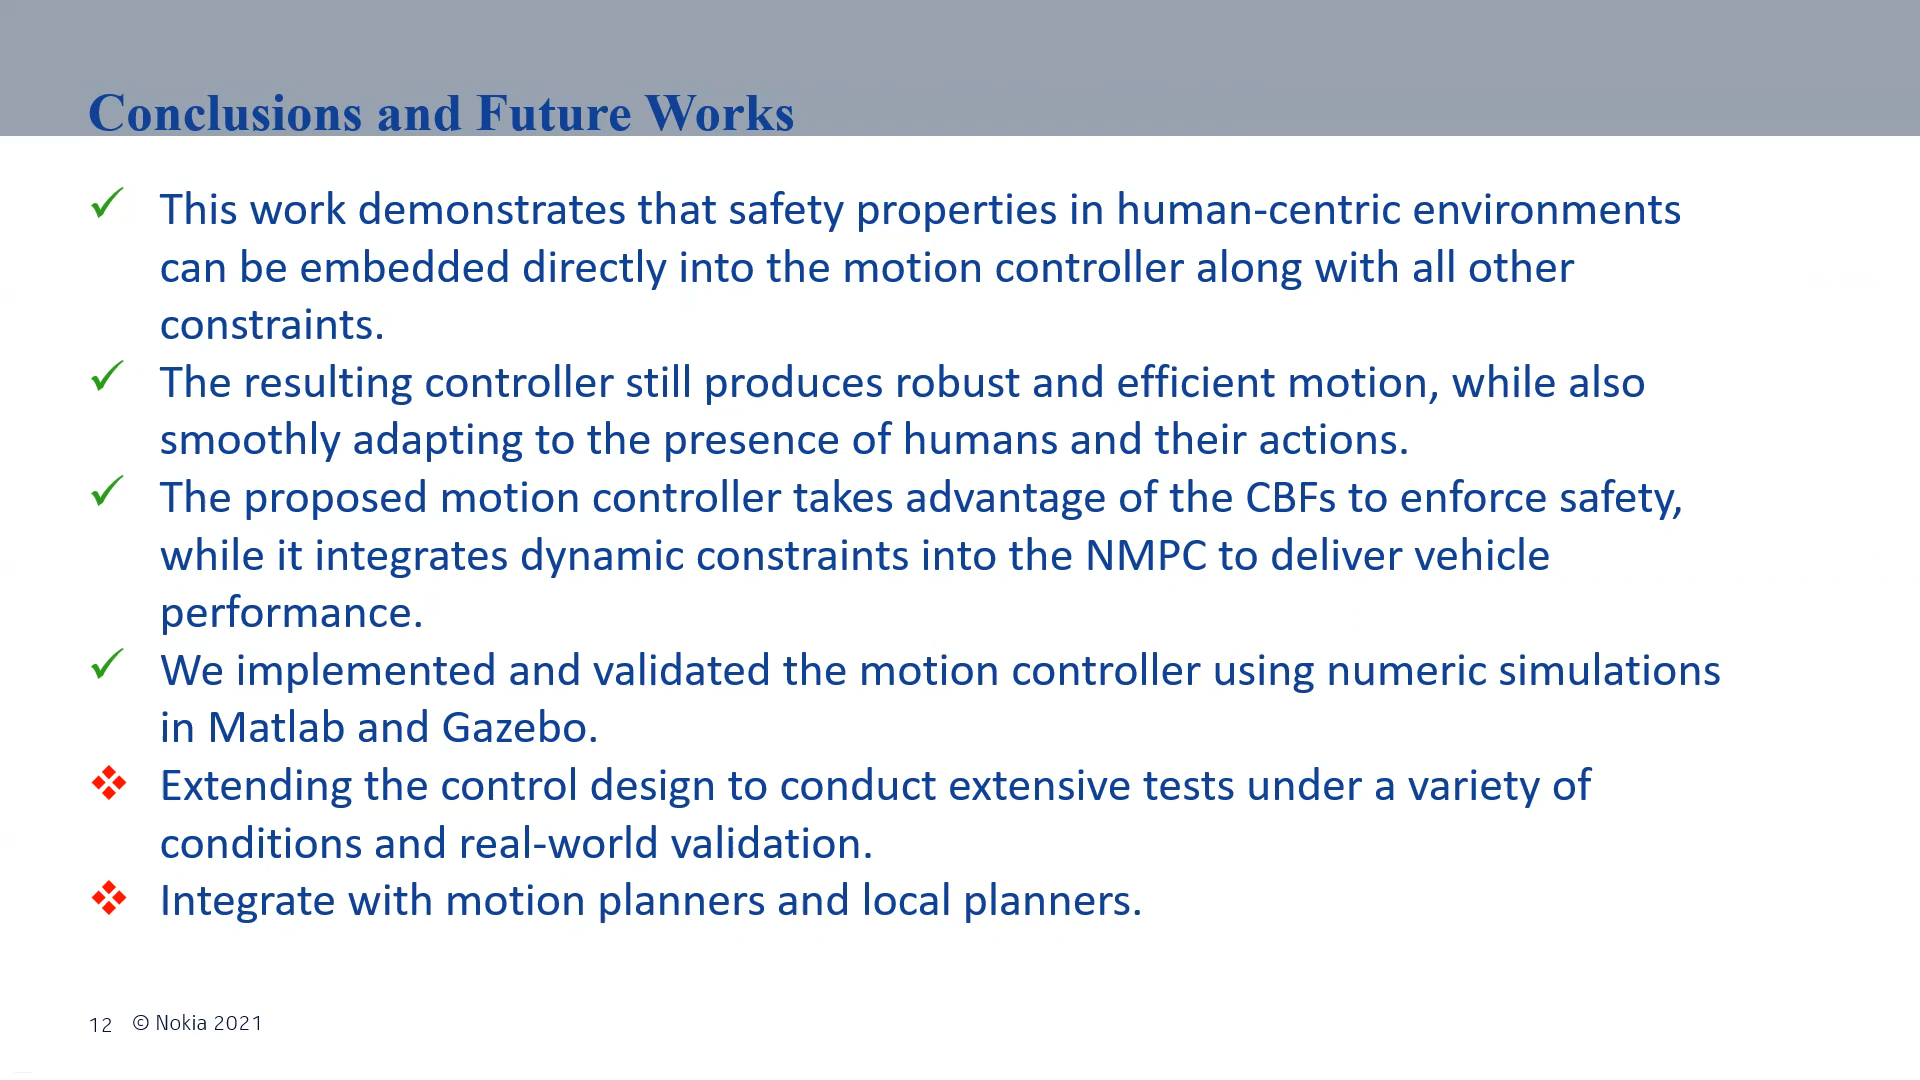 Conclusions and Future Works
This work demonstrates that safety properties in human-centric environments
can be embedded directly into the motion controller along with all other
constraints.
The resulting controller still produces robust and efficient motion, while also
smoothly adapting to the presence of humans and their actions.
The proposed motion controller takes advantage of the CBFs to enforce safety,
while it integrates dynamic constraints into the NMPC to deliver vehicle
performance.
We implemented and validated the motion controller using numeric simulations
in Matlab and Gazebo.
Extending the control design to conduct extensive tests under a variety of
conditions and real-world validation.
Integrate with motion planners and local planners.
12 © Nokia 2021